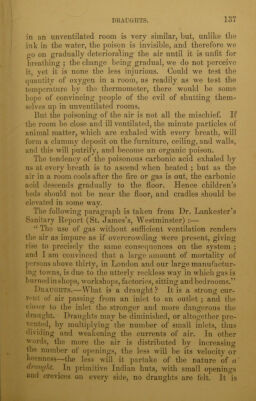 DRAUGHTS. 137
in an unventilated room is very similar, but, unlike the
ink in the water, the poison is invisible, and therefore we
go on gradually deteriorating the air until it is unfit for
breathing ; the change being gradual, we do not perceive
it, yet it is none the less injurious. Could we test the
quantity of oxygen in a room, as readily as we test the
temperature by the thermometer, there would be some
hope of convincing people of the evil of shutting them-
selves up in unventilated rooms.
But the poisoning of the air is not all the mischief. If
the room be close and ill ventilated, the minute particles of
animal matter, which are exhaled with every breath, will
form a clammy deposit on the furniture, ceiling, and walls,
and this will putrify, and become an organic poison.
The tendency of the poisonous carbonic acid exhaled by
us at every breath is to ascend when heated ; but as the
air in a room cools after the fire or gas is out, the carbonic
acid descends gradually to the floor. Hence children's
beds should not be near the floor, and cradles should be
elevated in some way.
The following paragraph is taken from Dr. Lankester's
Sanitary Report (St. James's, Westminster) :—
" The use of gas without sufficient ventilation renders
the air as impure as if overcrowding were present, giving
rise to precisely the same consequences on the system ;
and I am convinced that a large amount of mortality of
persons above thirty, in London and our large manufactur-
ing towns, is due to the utterly reckless way in which gas is
burned in shops, workshops, factories, sitting and bedrooms."
DRAUGHTS.—What is a draught? It is a strong cur-
rent of air passing from an inlet to an outlet ; and the
closer to the inlet the stronger and more dangerous the
draught. Draughts may be diminished, or altogether pre-
vented, by multiplying the number of small inlets, thus
dividing and weakening the currents of air. In other
words, the more the air is distributed by increasing
the number of openings, the less will be its velocity or
keenness—the less will it partake of the nature of a
draught. In primitive Indian huts, with small openings
and crevices on every side, no draughts are felt. It is